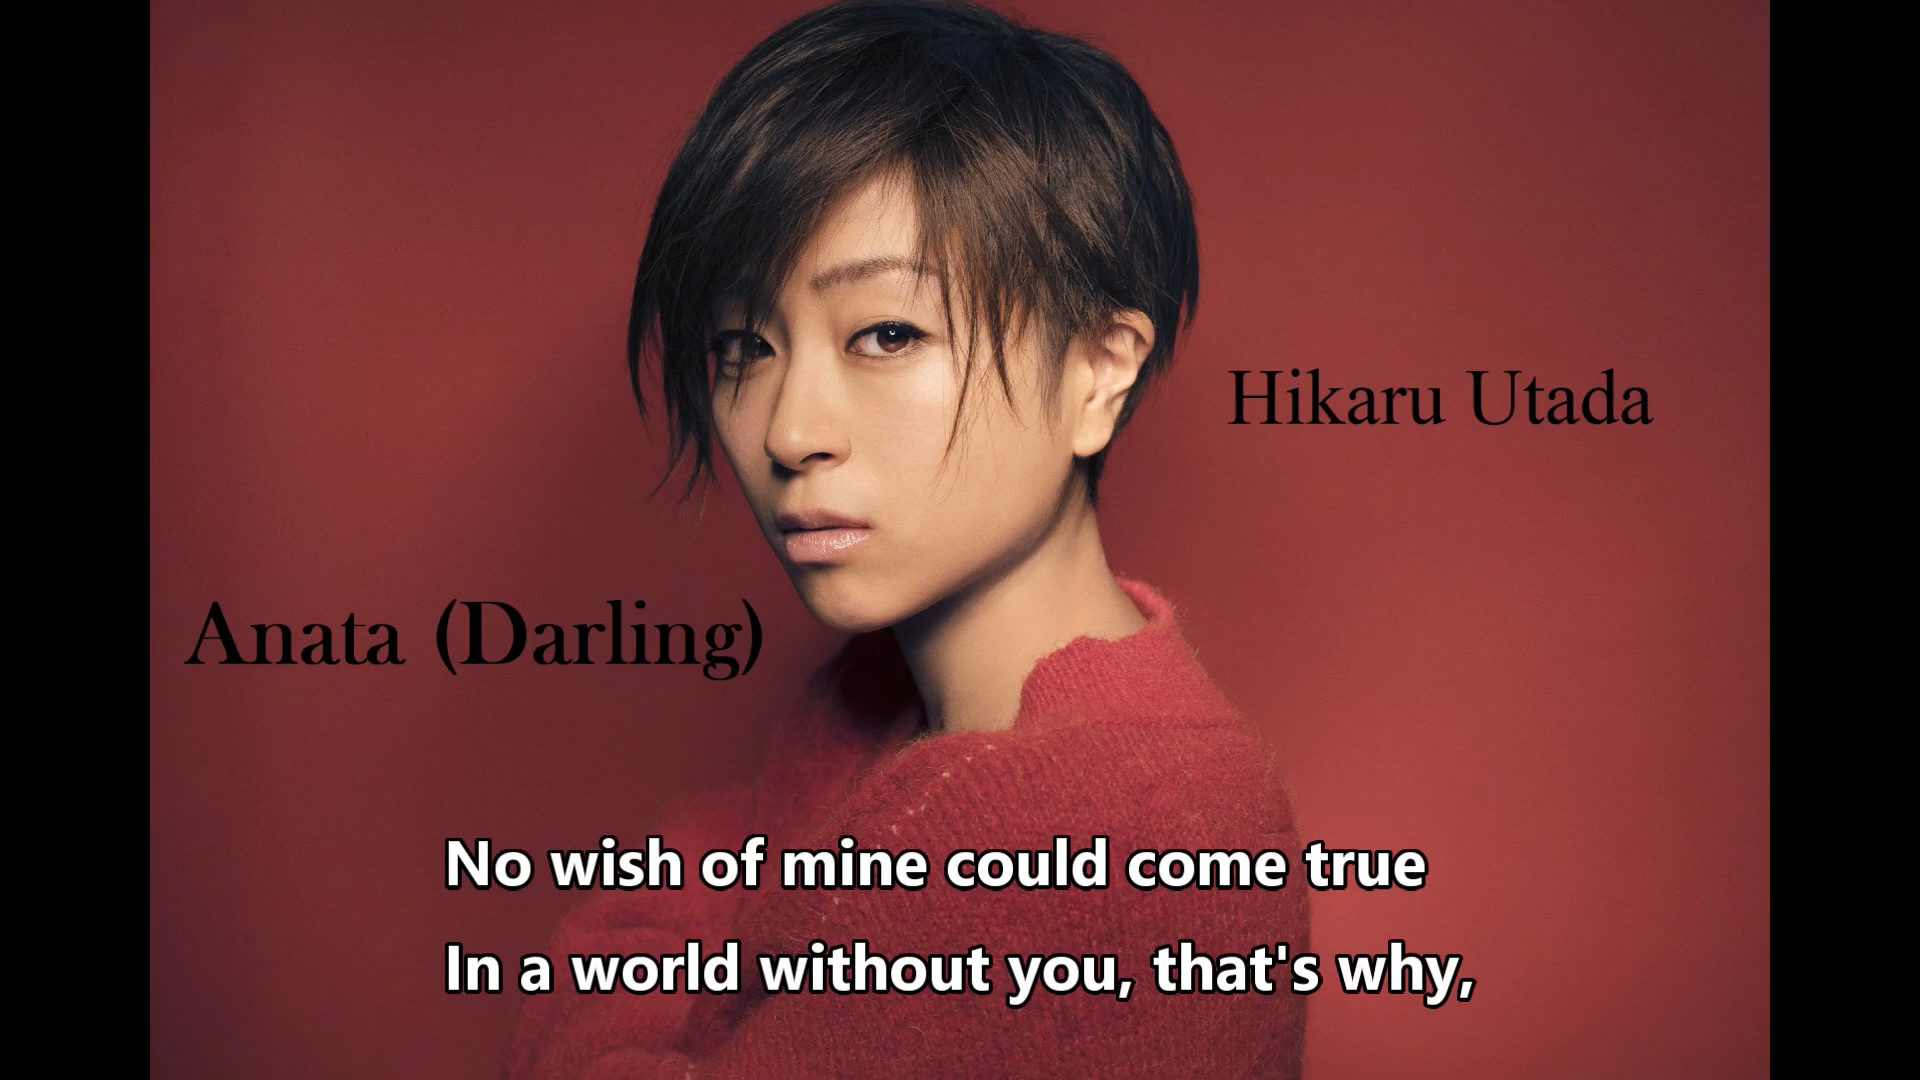 Hikaru Utada
Anata (Darling)
No wish of mine could come true
In a world without you, that's why,